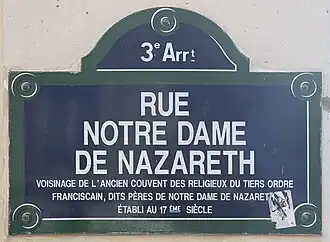 3e Arrt
RUE
NOTRE DAME
DE NAZARETH
VOISINAGE DE L'ANCIEN COUVENT DES RELIGIEUX DU TIERS ORDRE
FRANCISCAIN, DITS PÈRES DE NOTRE DAME DE NAZARETH
ÉTABLI AU 17 ÈME SIÈCLE